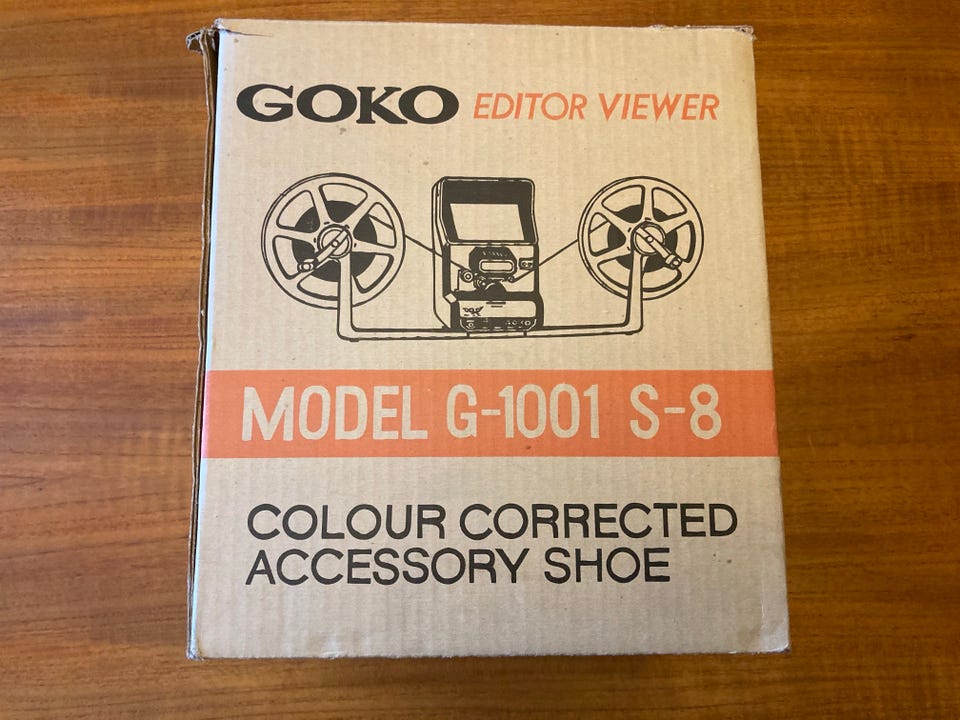 GOKO EDITOR VIEWER
MODEL G-1001 S-8
COLOUR CORRECTED
ACCESSORY SHOE